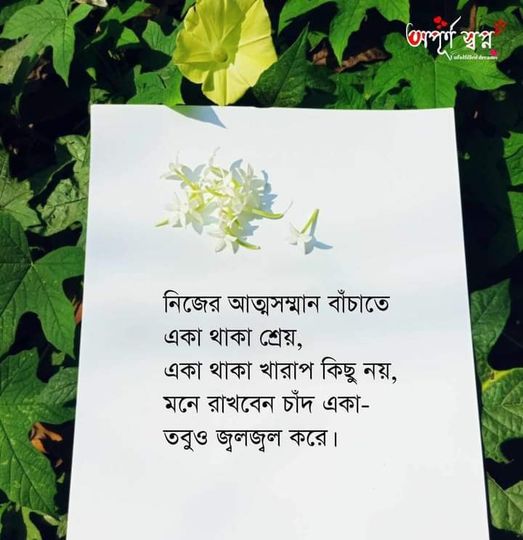 অপূর্ণ স্বপ্ন
Unfulfilled dreams
নিজের আত্মসম্মান বাঁচাতে
একা থাকা শ্রেয়,
একা থাকা খারাপ কিছু নয়,
মনে রাখবেন চাঁদ একা-
তবুও জ্বলজ্বল করে।